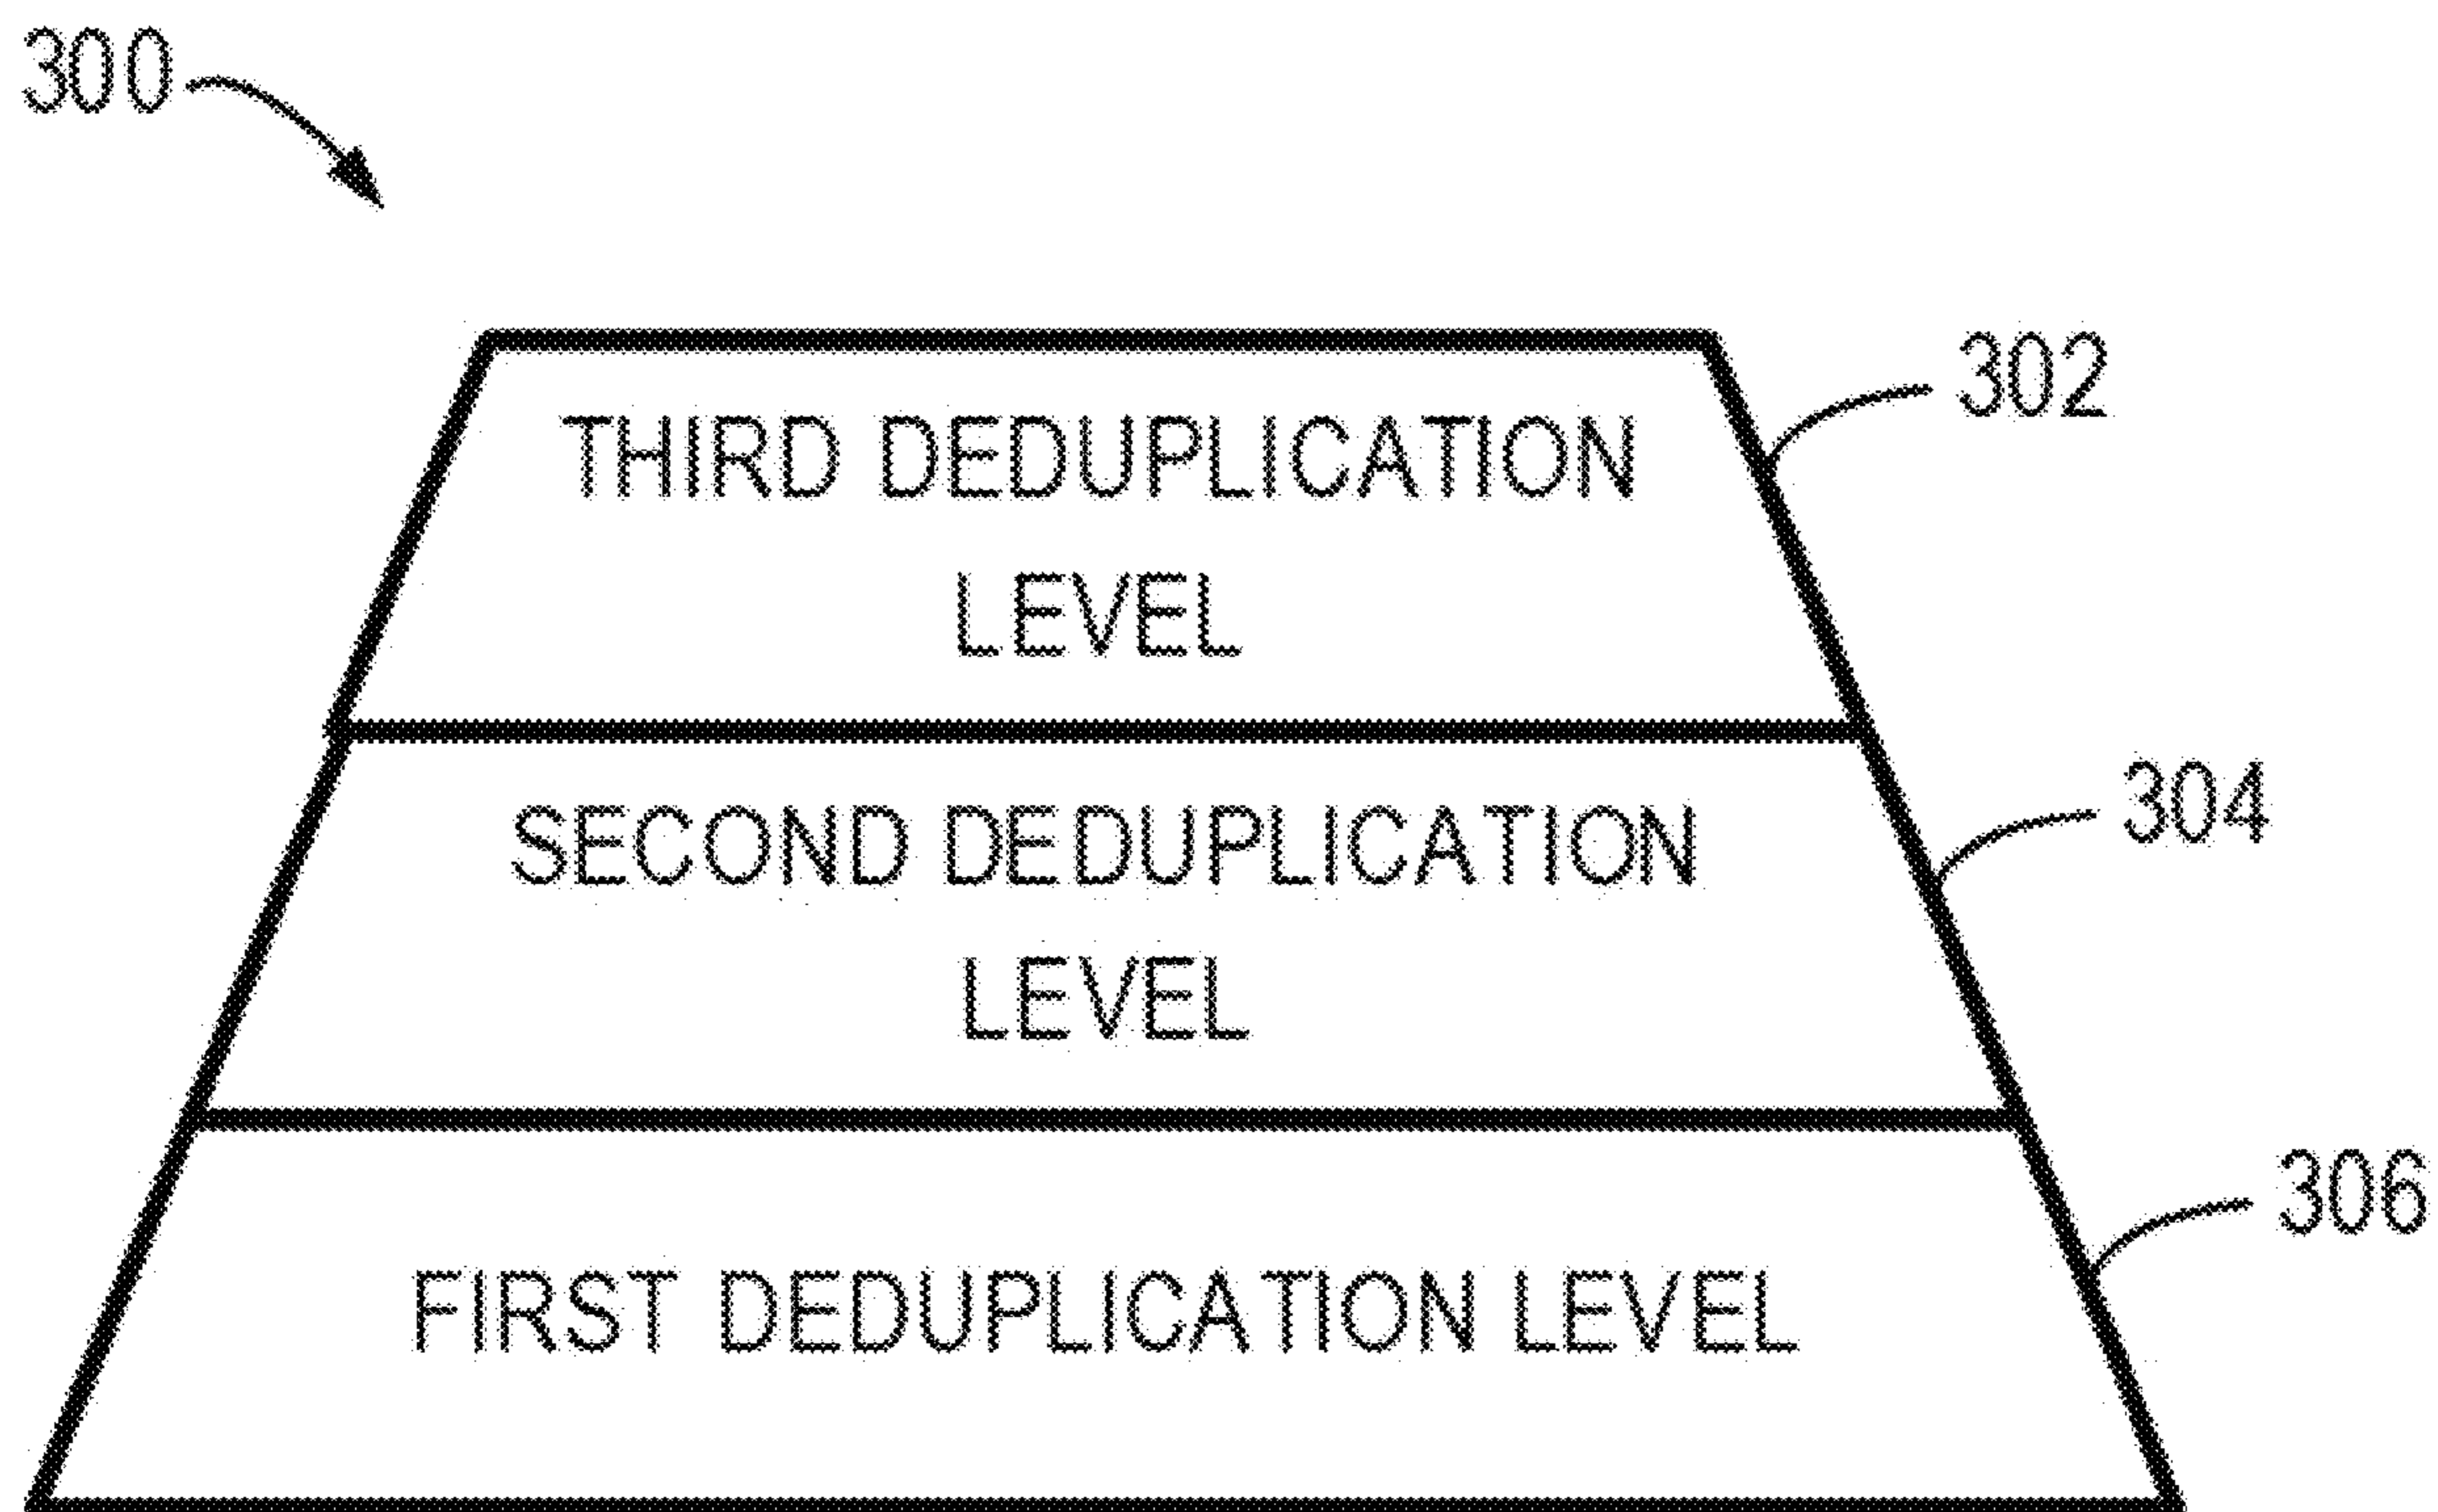 300
302
THIRD DEDUPLICATION
LEVEL
304
SECOND DEDUPLICATION
LEVEL
306
FIRST DEDUPLICATION LEVEL